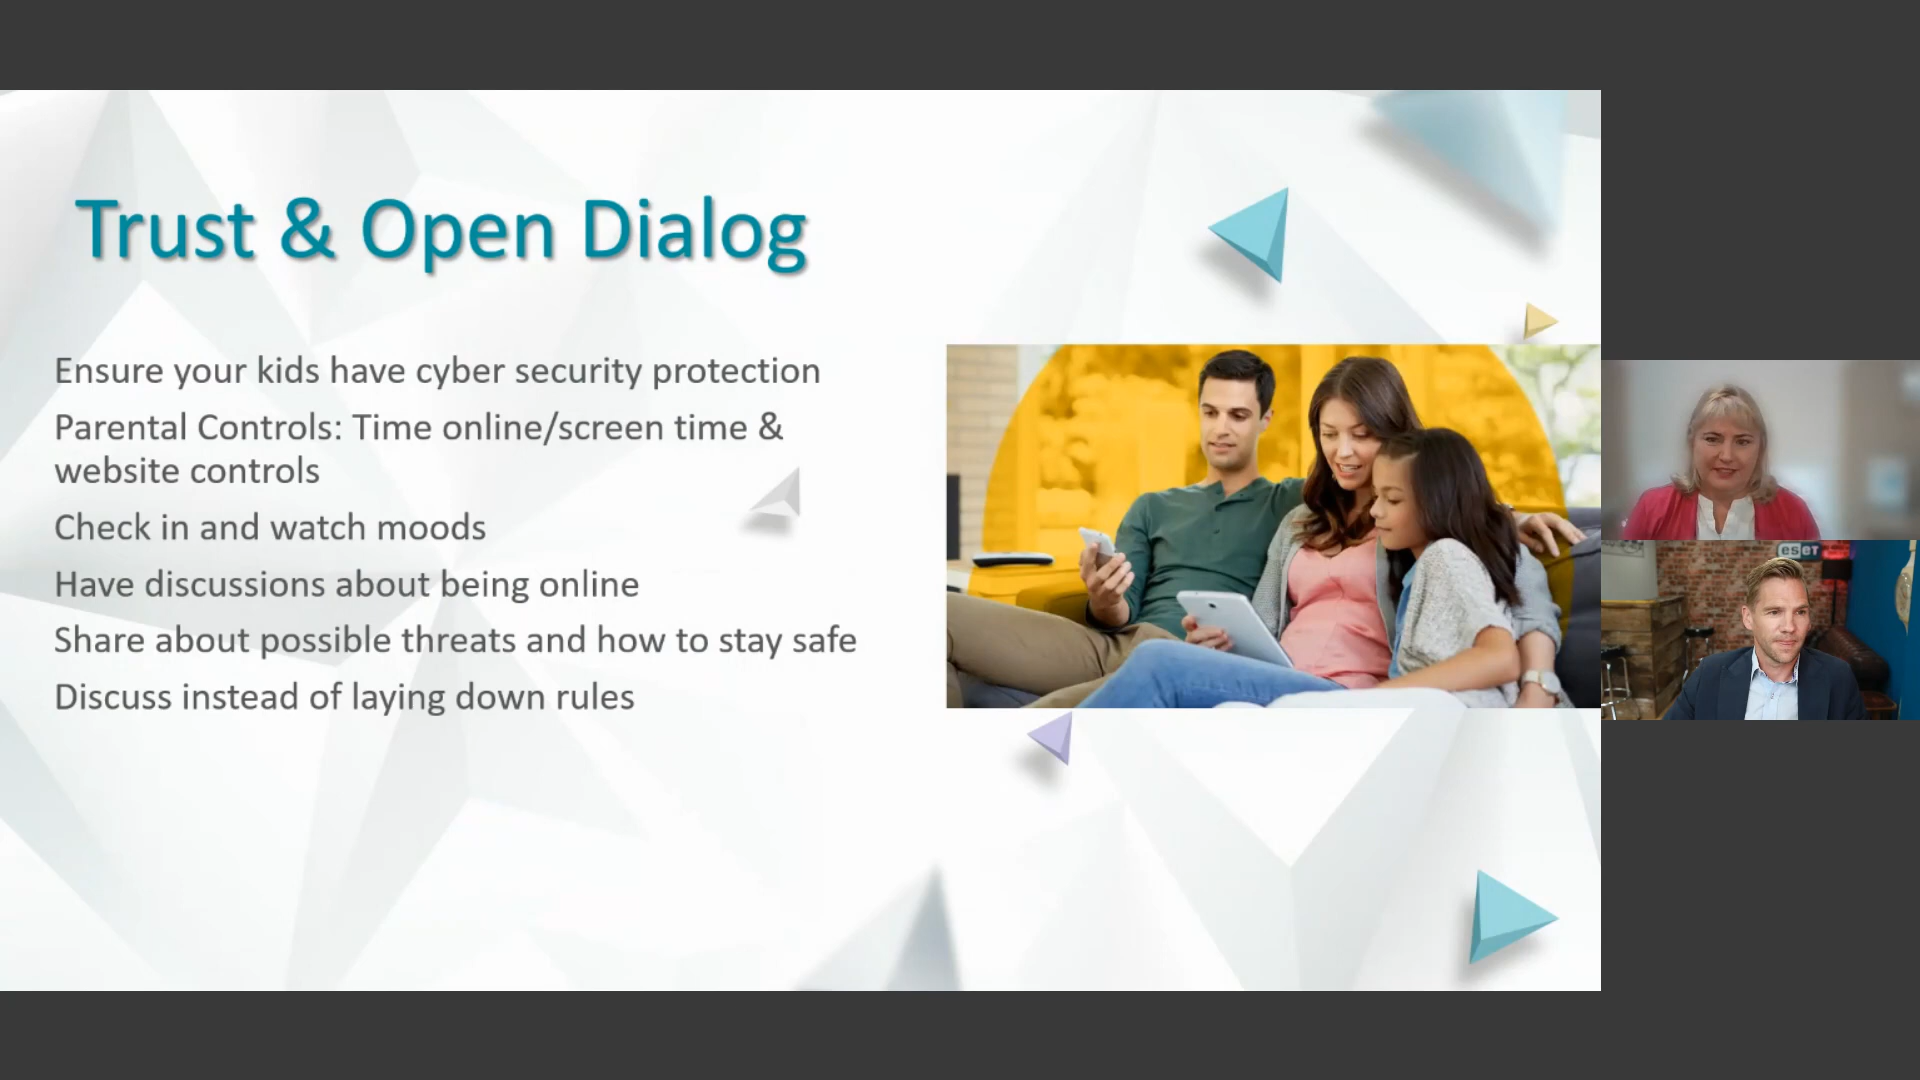 Trust & Open Dialog
Ensure your kids have cyber security protection
Parental Controls: Time online/screen time &
website controls
Check in and watch moods
Have discussions about being online
Share about possible threats and how to stay safe
Discuss instead of laying down rules
eseT